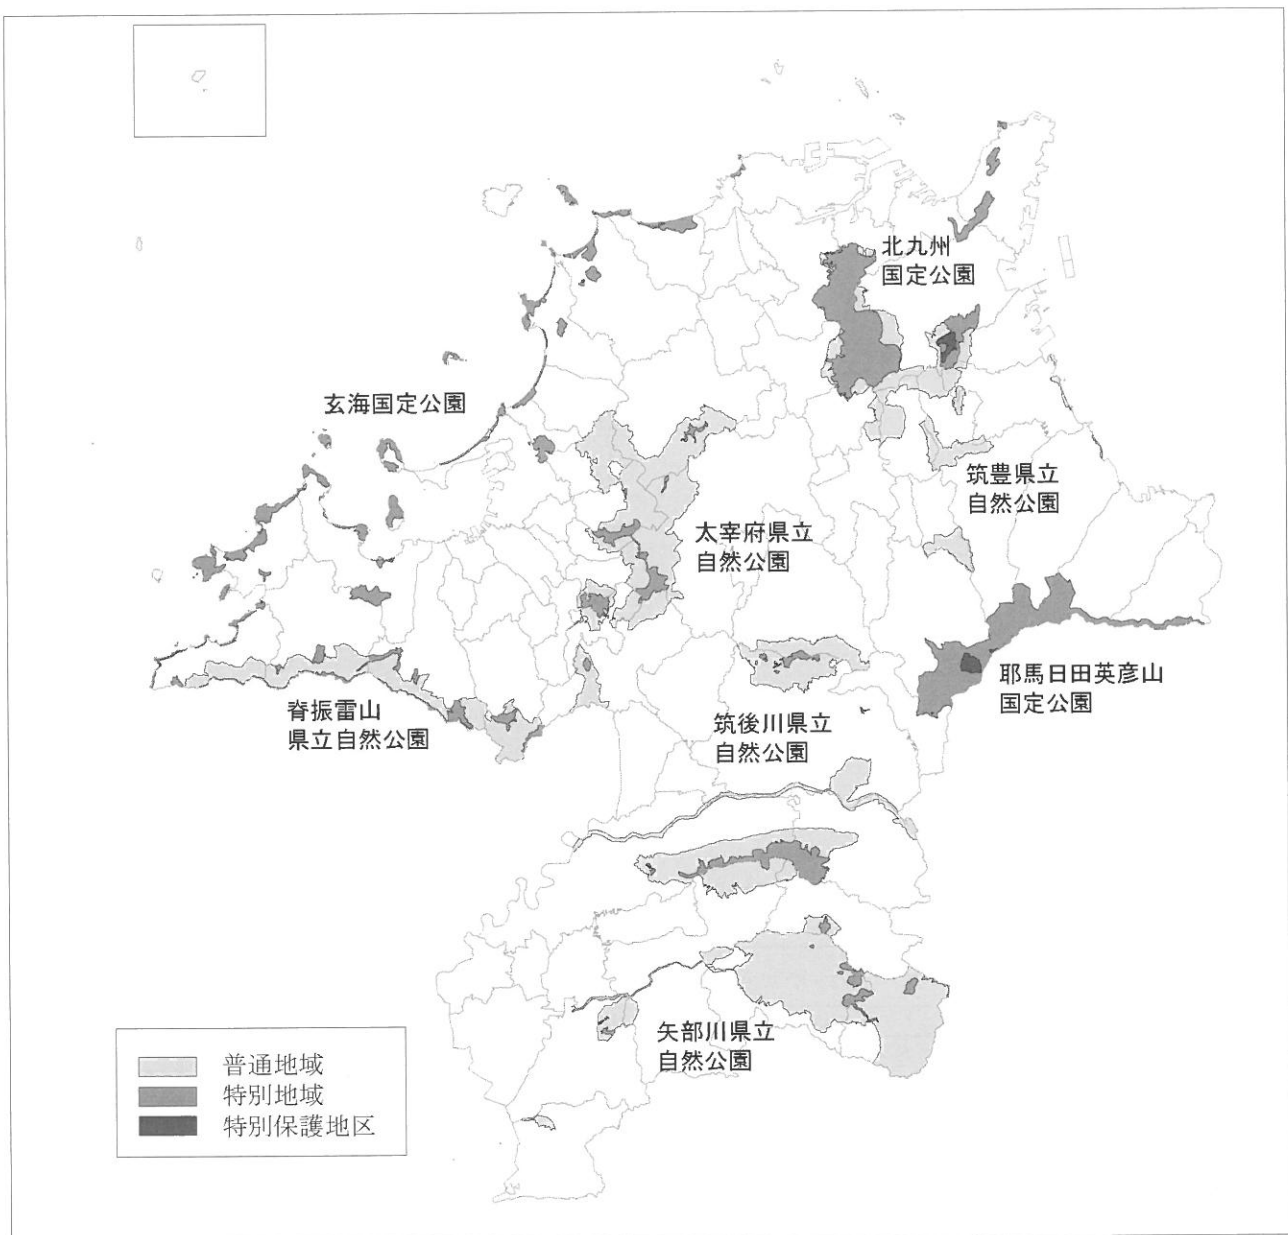 北九州
国定公園
玄海国定公園
筑豊県立
自然公園
太宰府県立
自然公園
耶馬日田英彦山
国定公園
脊振雷山
県立自然公園
筑後川県立
自然公園
矢部川県立
自然公園
普通地域
特別地域
特別保護地区